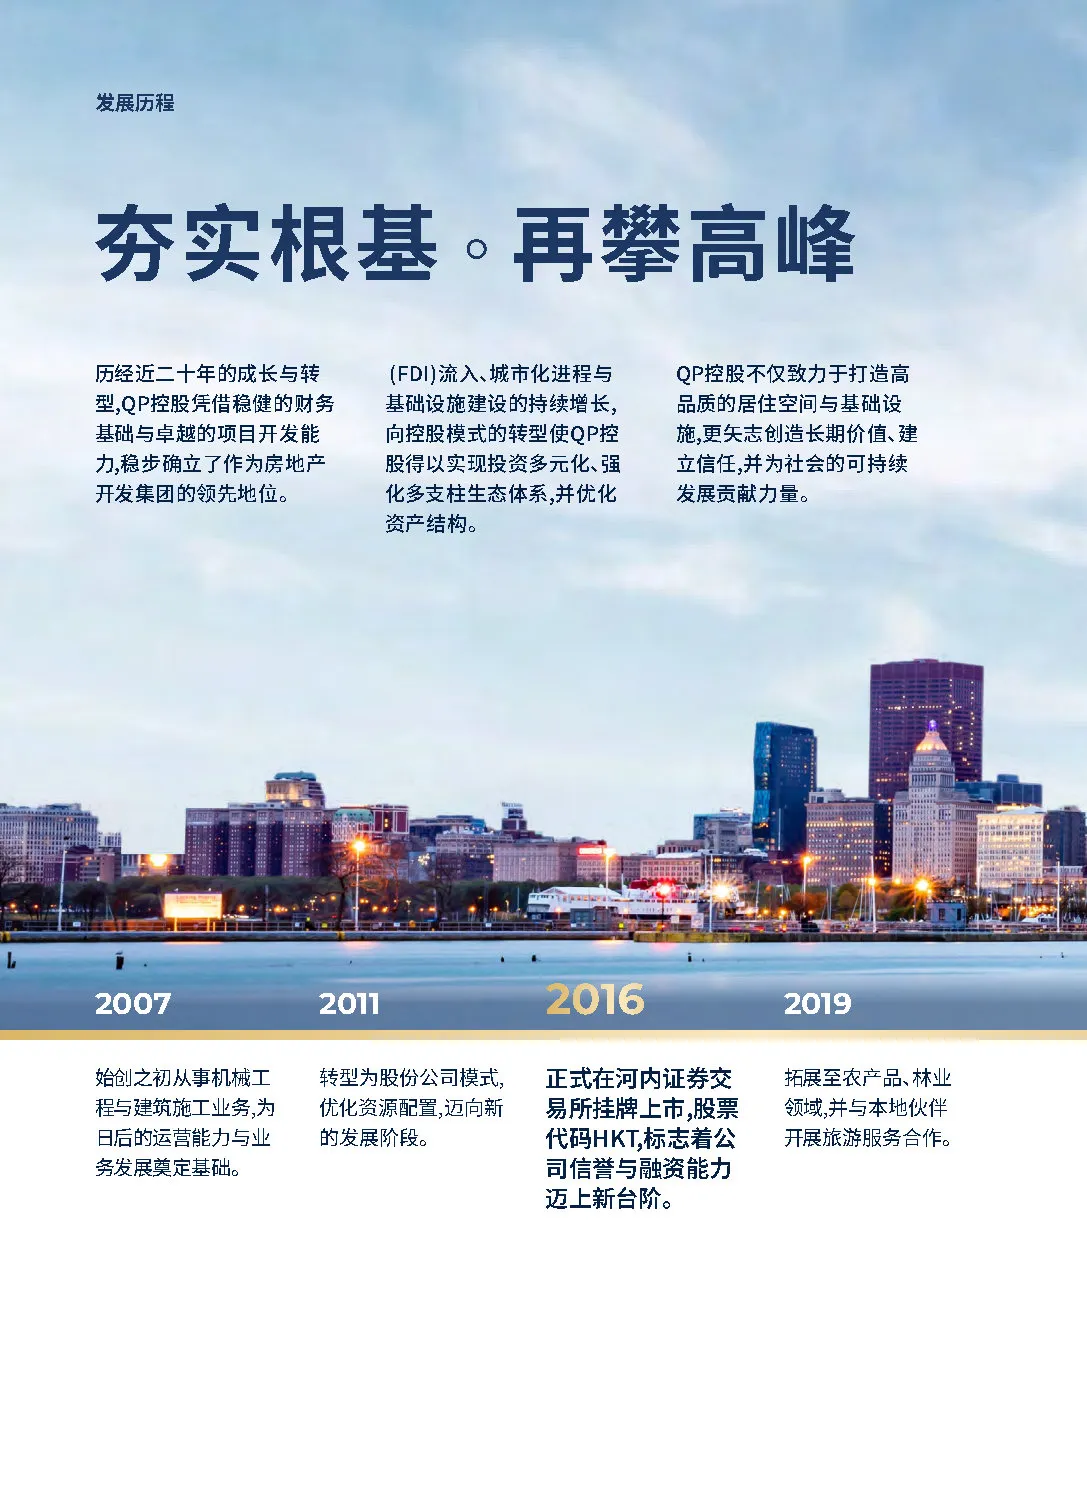 发展历程
夯实根基。再攀高峰
历经近二十年的成长与转
型,QP控股凭借稳健的财务
基础与卓越的项目开发能
力,稳步确立了作为房地产
开发集团的领先地位。
(FDI)流入、城市化进程与
基础设施建设的持续增长,
向控股模式的转型使QP控
股得以实现投资多元化、强
化多支柱生态体系,并优化
资产结构。
QP控股不仅致力于打造高
品质的居住空间与基础设
施,更矢志创造长期价值、建
立信任,并为社会的可持续
发展贡献力量。
2007
始创之初从事机械工
程与建筑施工业务,为
日后的运营能力与业
务发展奠定基础。
2011
转型为股份公司模式,
优化资源配置,迈向新
的发展阶段。
2016
正式在河内证券交
易所挂牌上市,股票
代码HKT,标志着公
司信誉与融资能力
迈上新台阶。
2019
拓展至农产品、林业
领域,并与本地伙伴
开展旅游服务合作。